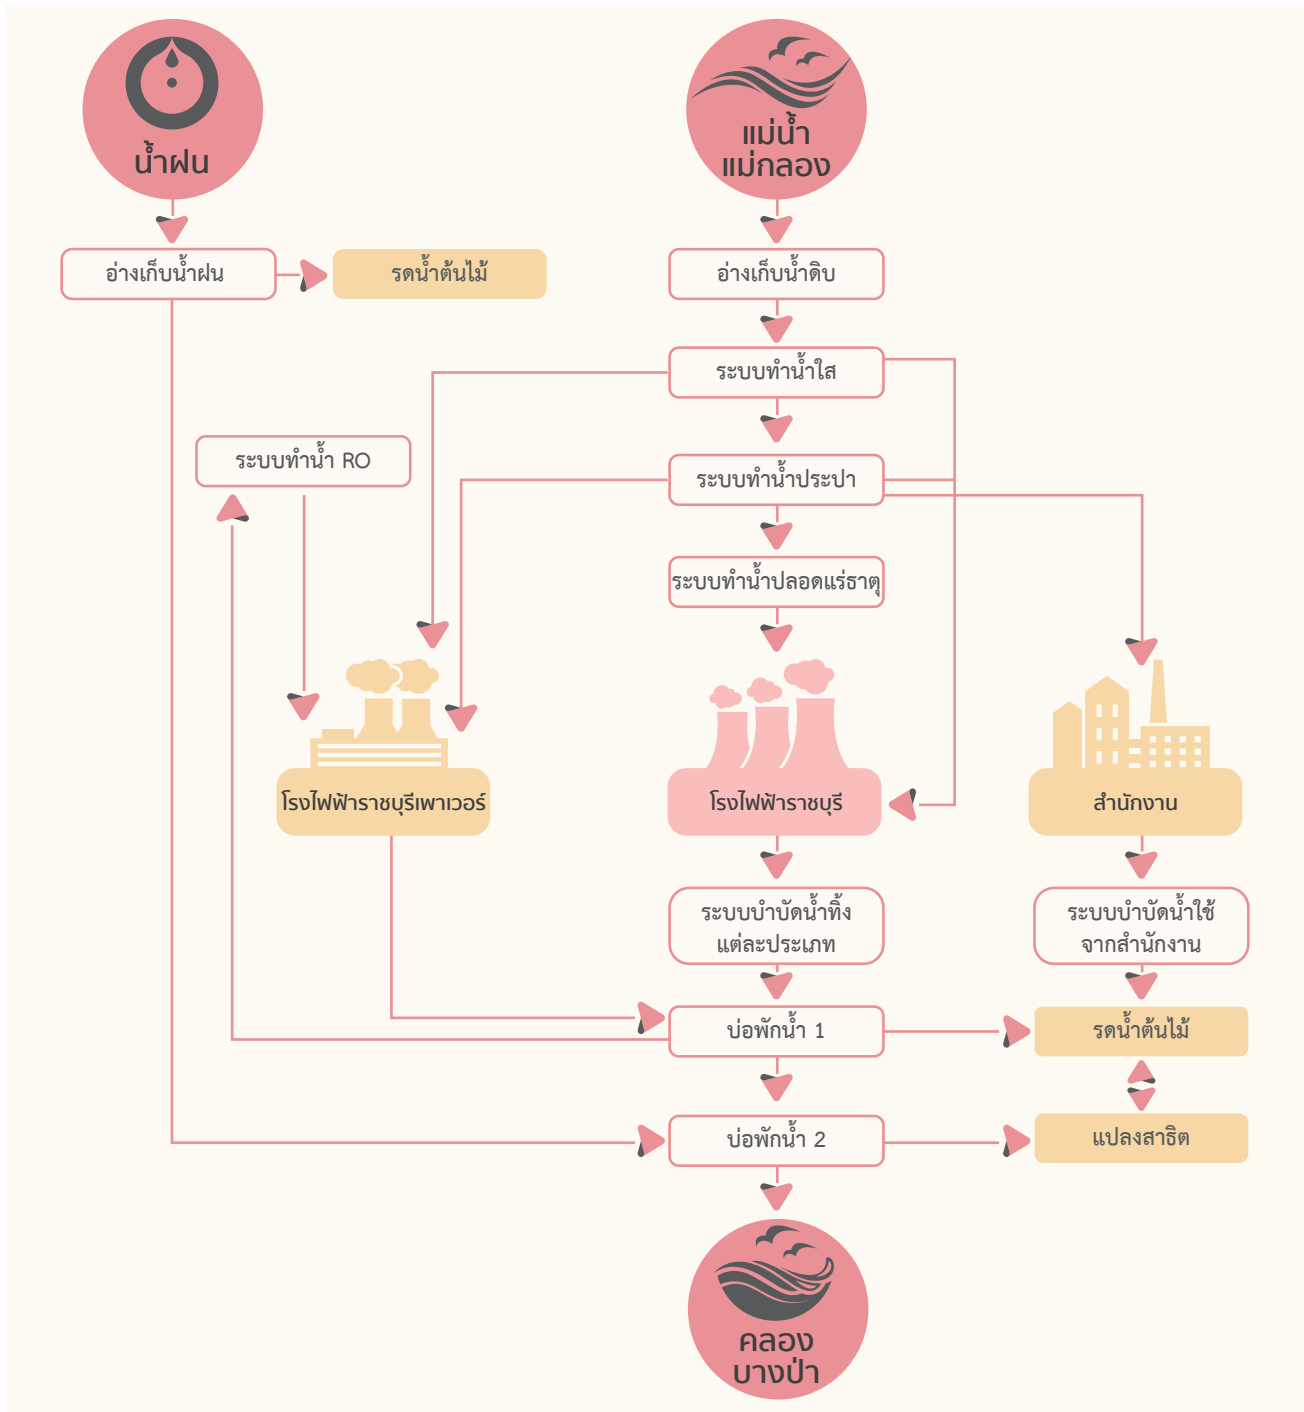 น้ำฝน
แม่น้ำ
แม่กลอง
อ่างเก็บน้ำฝน
รดน้ำต้นไม้
อ่างเก็บน้ำดิบ
ระบบทำน้ำใส
ระบบทำน้ำ RO
ระบบทำน้ำประปา
ระบบทำน้ำปลอดแร่ธาตุ
โรงไฟฟ้าราชบุรีเพาเวอร์
โรงไฟฟ้าราชบุรี
สำนักงาน
ระบบบำบัดน้ำทิ้ง
แต่ละประเภท
ระบบบำบัดน้ำใช้
จากสำนักงาน
บ่อพักน้ำ 1
รดน้ำต้นไม้
บ่อพักน้ำ 2
แปลงสาธิต
คลอง
บางป่า